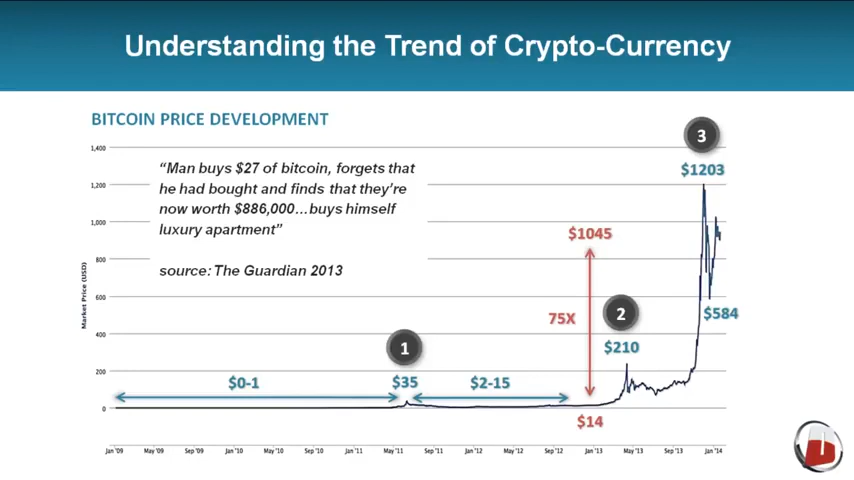 Understanding the Trend of Crypto-Currency
BITCOIN PRICE DEVELOPMENT
“Man buys $27 of bitcoin, forgets that
he had bought and finds that they’re
now worth $886,000…buys himself
luxury apartment”
source: The Guardian 2013
Market Price (USD)
1,400
1,200
1,000
800
600
400
200
0
$0-1
1
$35
$2-15
$1045
75X
$14
2
$210
3
$1203
$584
Jan '09
May '09
Sep '09
Jan '10
May '10
Sep '10
Jan '11
May '11
Sep '11
Jan '12
May '12
Sep '12
Jan '13
May '13
Sep '13
Jan '14